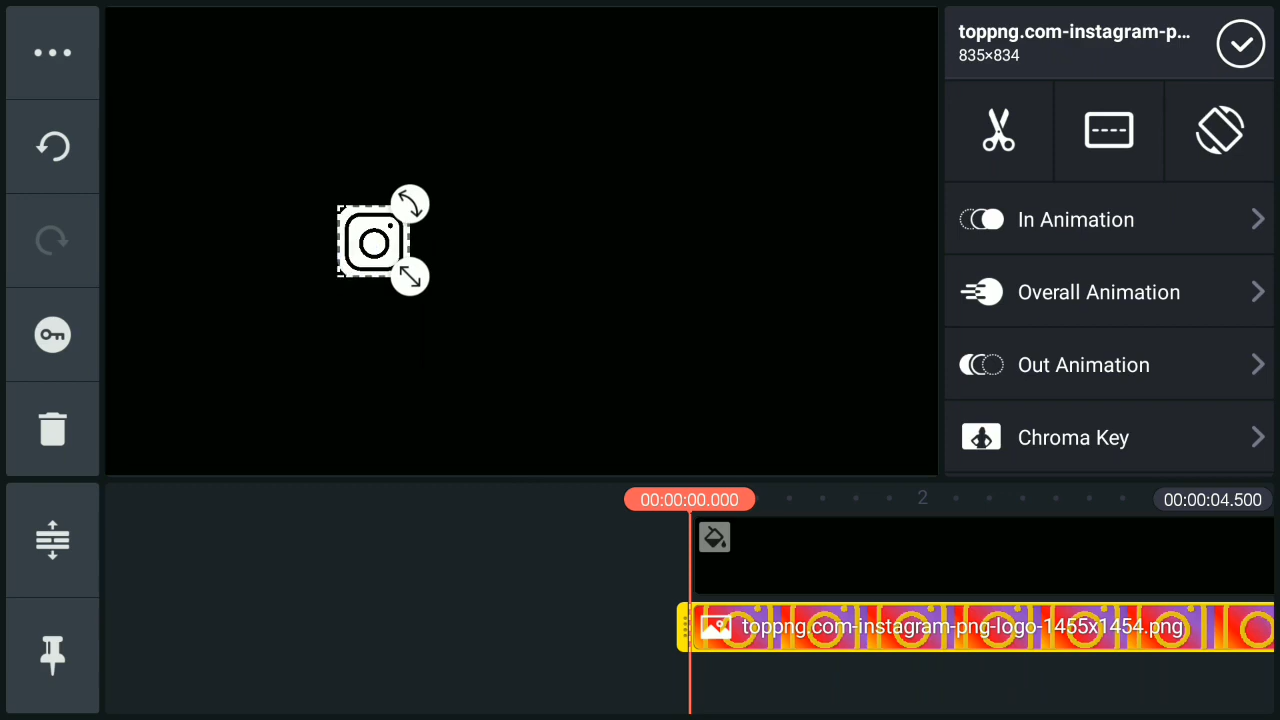 toppng.com-instagram-p...
835×834
In Animation
Overall Animation
Out Animation
Chroma Key
00:00:00.000
2
00:00:04.500
toppng.com-instagram-png-logo-1455x1454.png